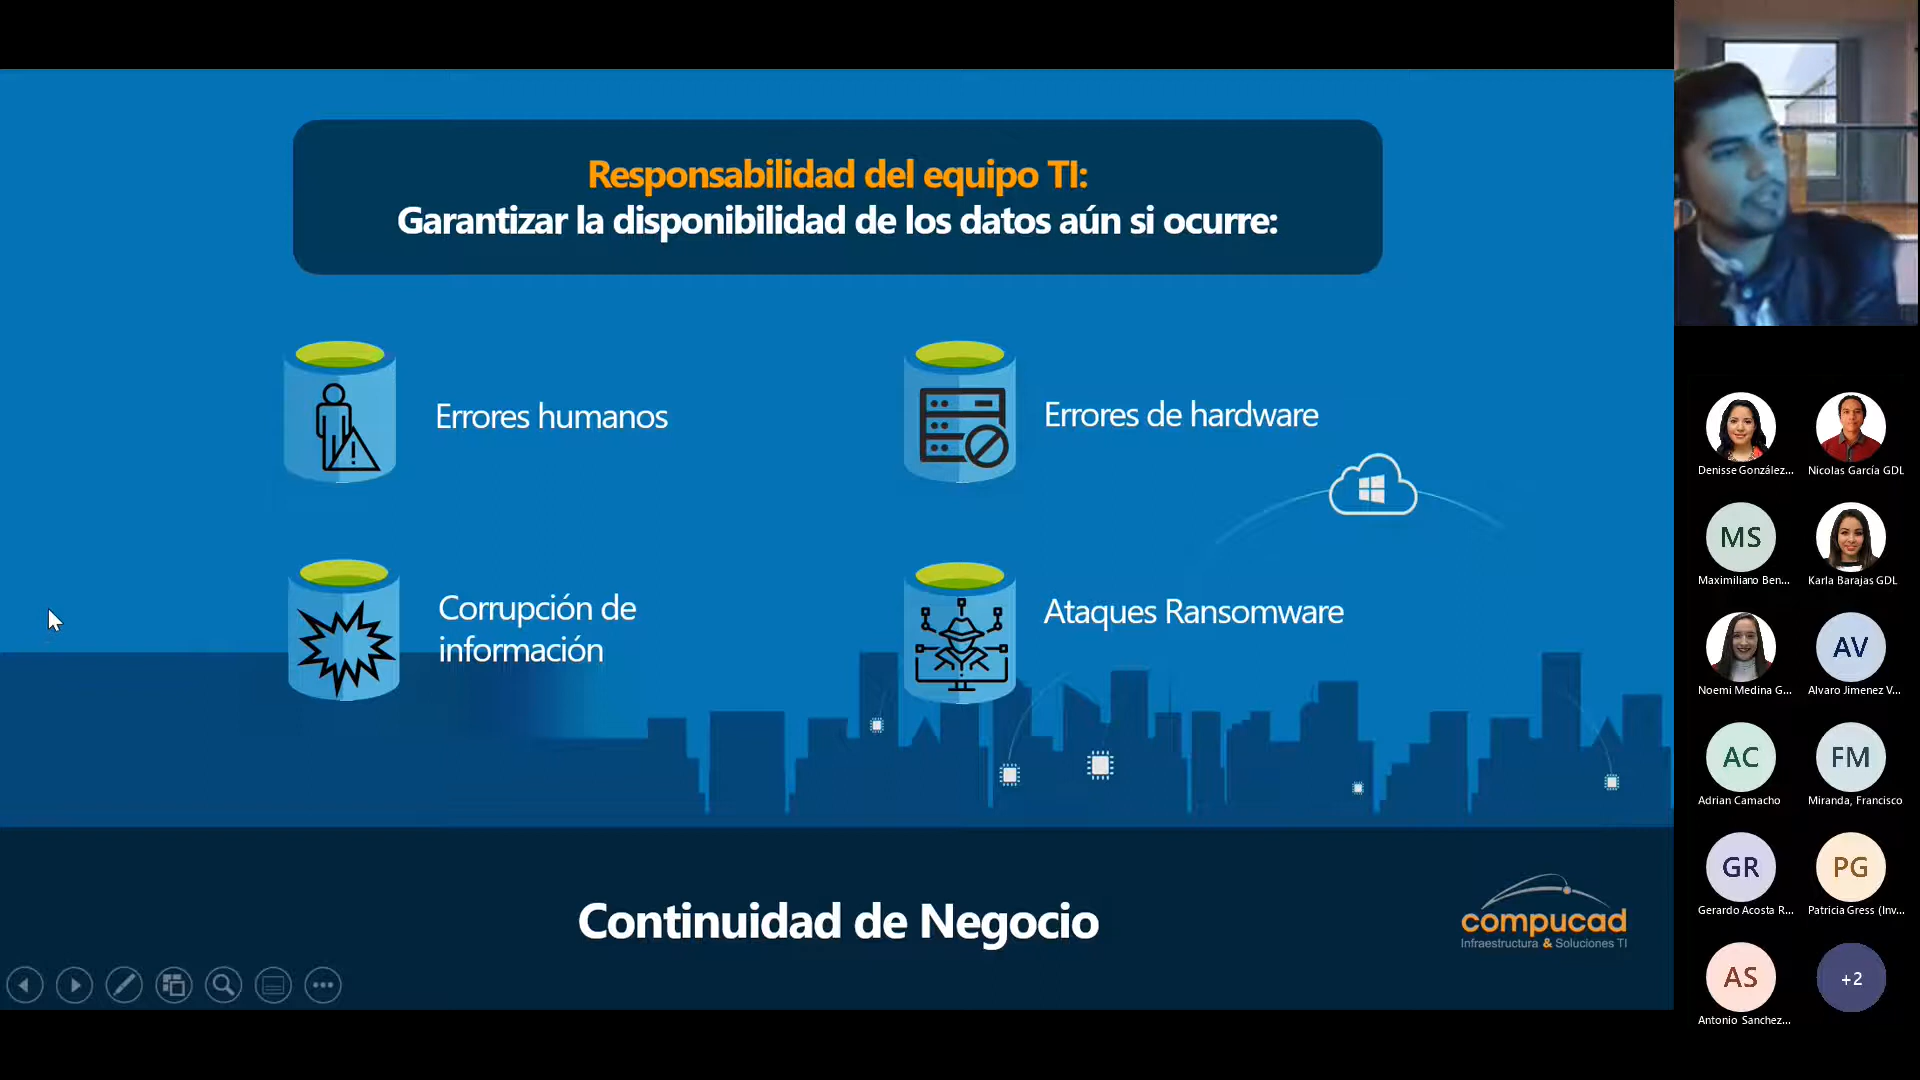 Responsabilidad del equipo TI:
Garantizar la disponibilidad de los datos aún si ocurre:
Errores humanos
Errores de hardware
Corrupción de
información
Ataques Ransomware
Continuidad de Negocio
compucad
Infraestructura & Soluciones TI
Denisse González...
Nicolas García GDL
MS
Maximiliano Ben...
Karla Barajas GDL
Noemi Medina G...
AV
Alvaro Jimenez V...
AC
Adrian Camacho
FM
Miranda, Francisco
GR
Gerardo Acosta R...
PG
Patricia Gress (Inv...
AS
Antonio Sanchez...
+2